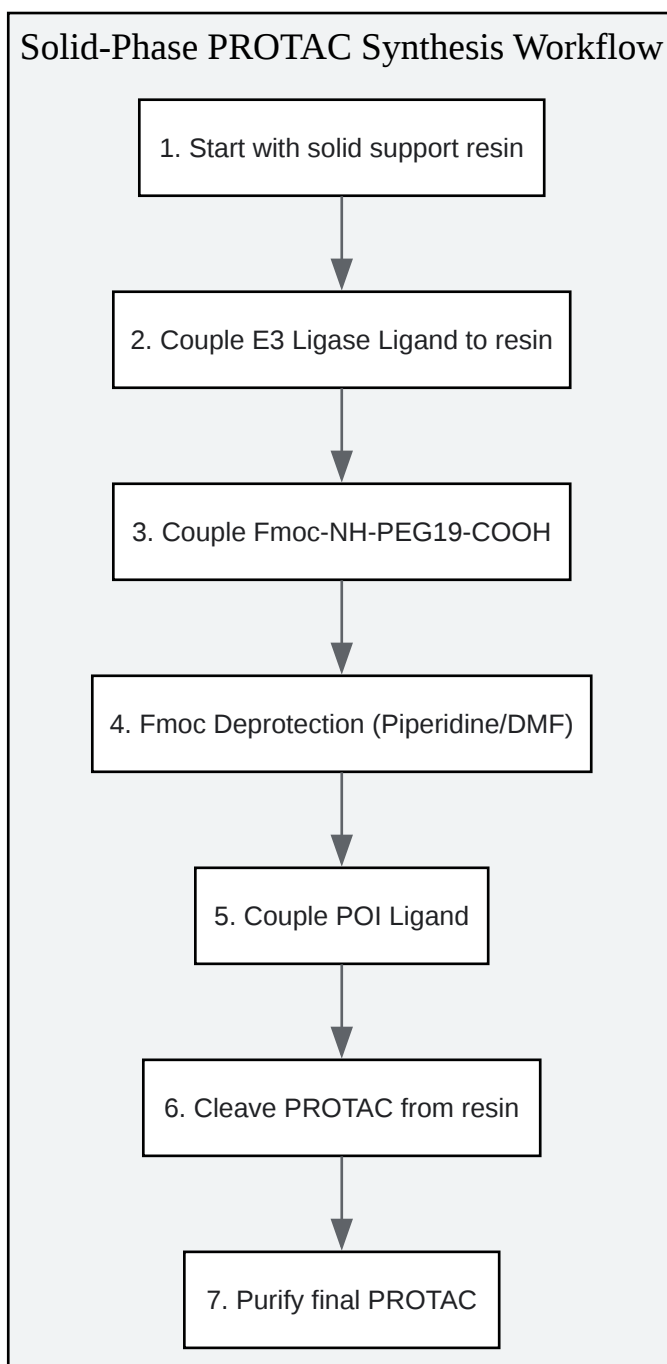 Solid-Phase PROTAC Synthesis Workflow
1. Start with solid support resin
2. Couple E3 Ligase Ligand to resin
3. Couple Fmoc-NH-PEG19-COOH
4. Fmoc Deprotection (Piperidine/DMF)
5. Couple POI Ligand
6. Cleave PROTAC from resin
7. Purify final PROTAC